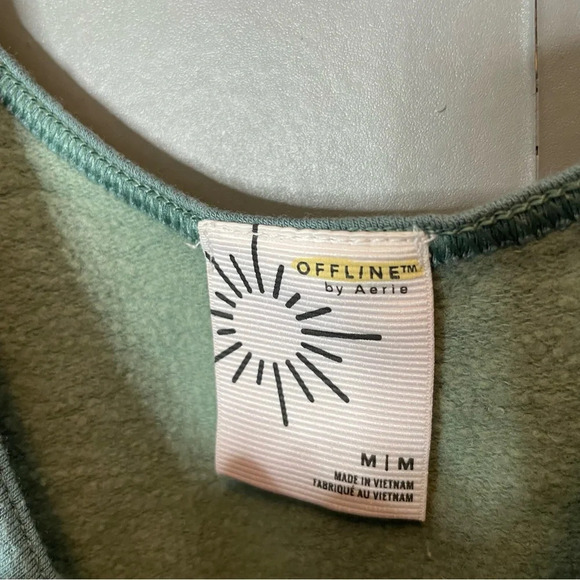 OFFLINE™
by Aerie
M | M
MADE IN VIETNAM
FABRIQUÉ AU VIETNAM